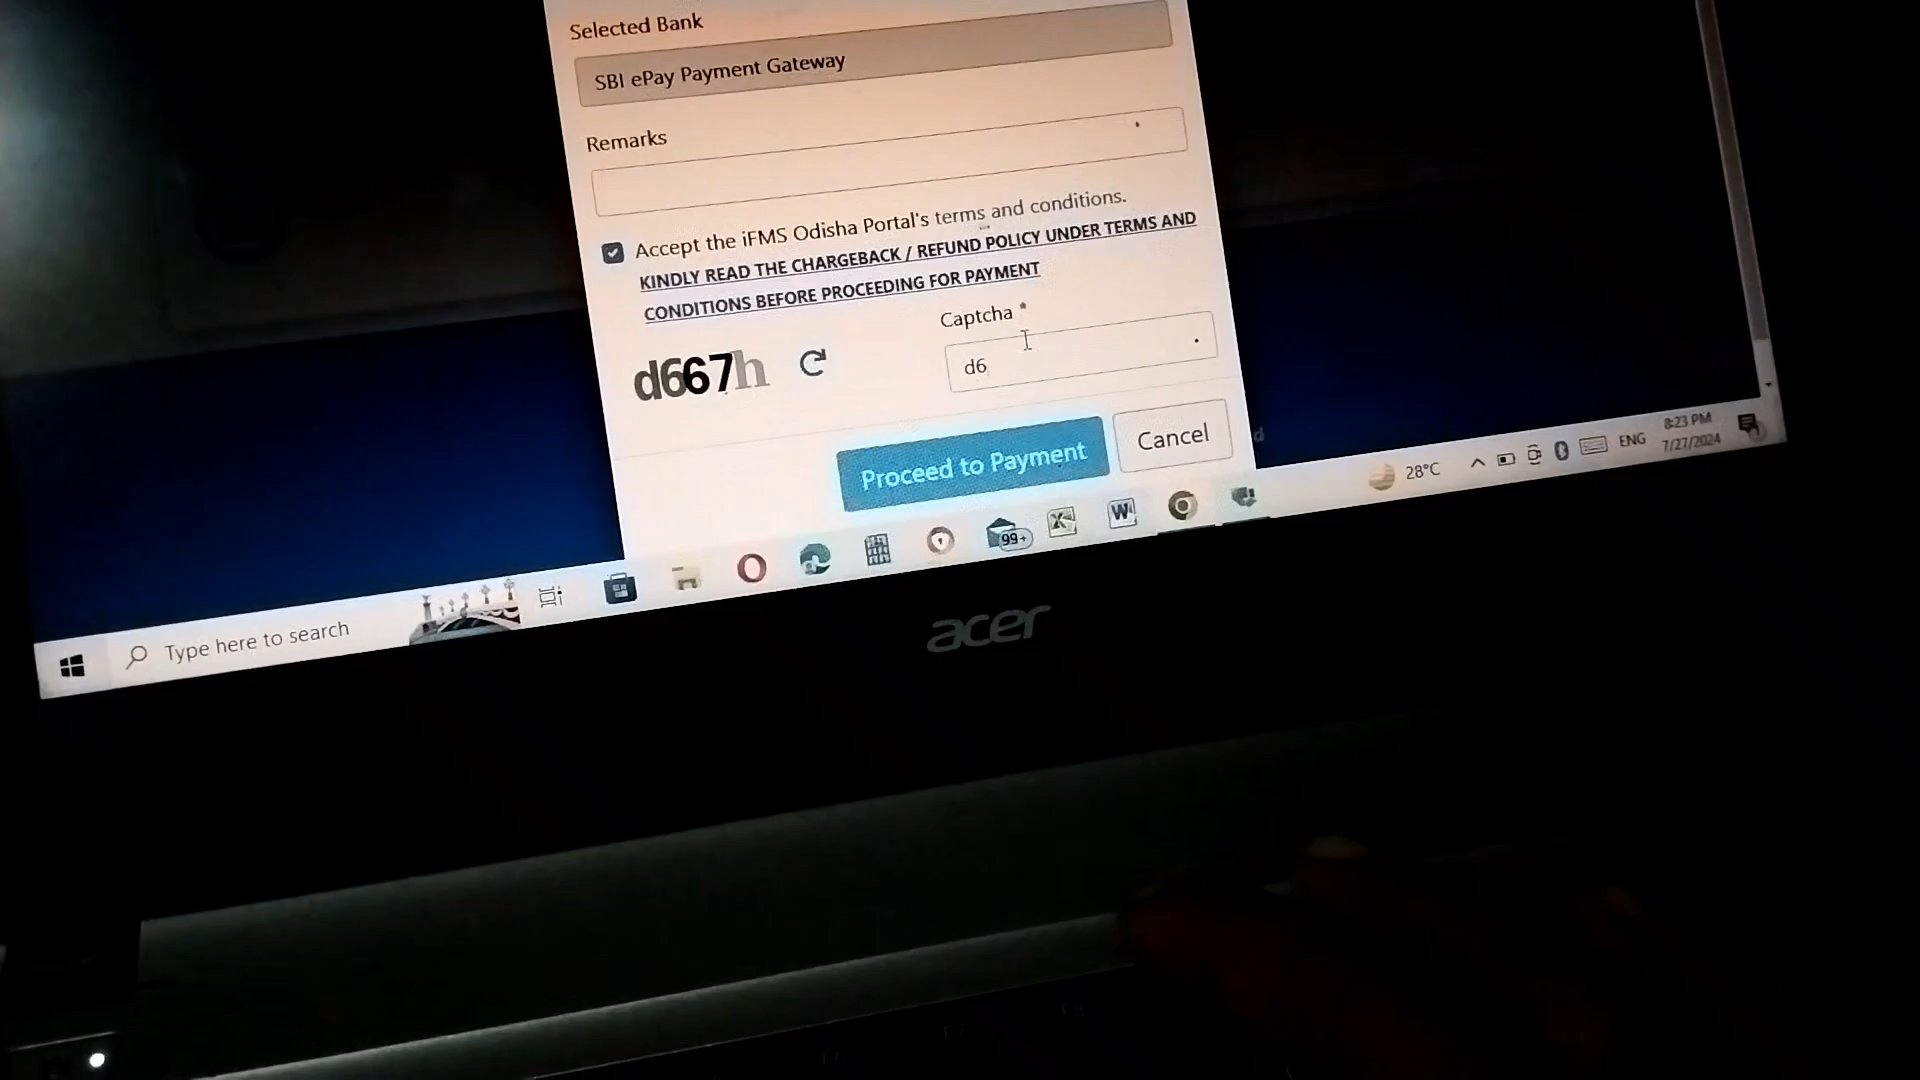 Selected Bank
SBI ePay Payment Gateway
Remarks
Accept the iFMS Odisha Portal's terms and conditions.
KINDLY READ THE CHARGEBACK / REFUND POLICY UNDER TERMS AND
CONDITIONS BEFORE PROCEEDING FOR PAYMENT
Captcha *
d667h
d6
Proceed to Payment
Cancel
Type here to search
99+
28°C
ENG
8:23 PM
7/27/2024
acer